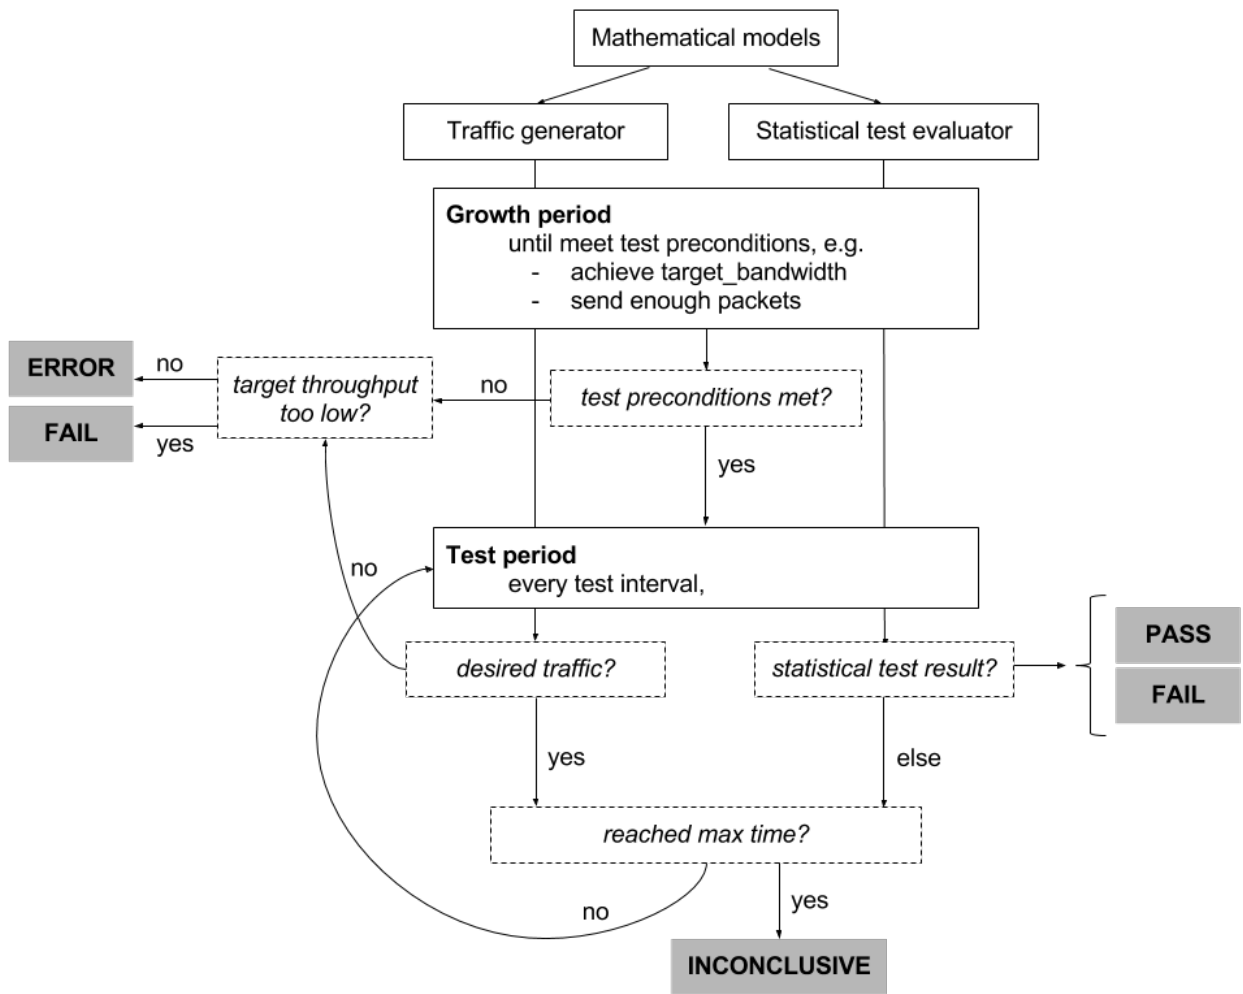 Mathematical models
Traffic generator
Statistical test evaluator
Growth period
until meet test preconditions, e.g.
- achieve target_bandwidth
- send enough packets
ERROR
no
target throughput
too low?
no
test preconditions met?
FAIL
yes
yes
Test period
every test interval,
no
desired traffic?
statistical test result?
PASS
FAIL
yes
else
reached max time?
no
yes
INCONCLUSIVE